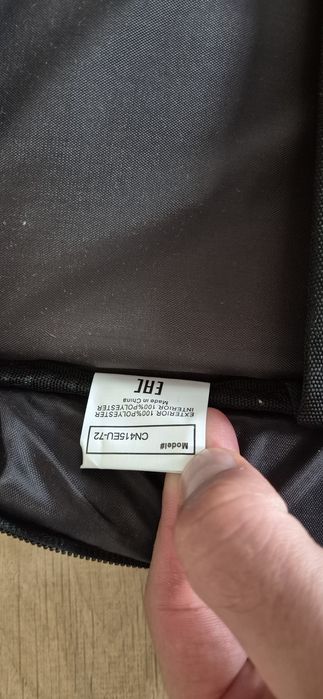 Model#
CN415EU-72
EXTERIOR 100%POLYESTER
INTERIOR 100%POLYESTER
Made in China
EAC